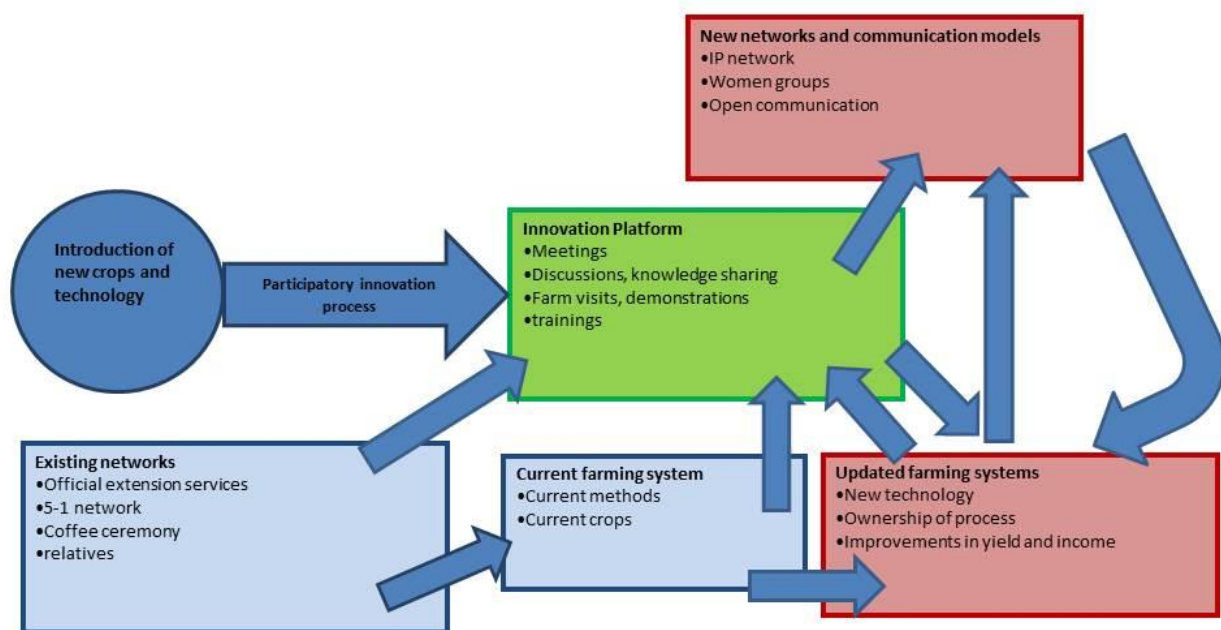 New networks and communication models
•IP network
•Women groups
•Open communication
Introduction of
new crops and
technology
Participatory innovation
process
Innovation Platform
•Meetings
•Discussions, knowledge sharing
•Farm visits, demonstrations
•trainings
Existing networks
•Official extension services
•5-1 network
•Coffee ceremony
•relatives
Current farming system
•Current methods
•Current crops
Updated farming systems
•New technology
•Ownership of process
•Improvements in yield and income